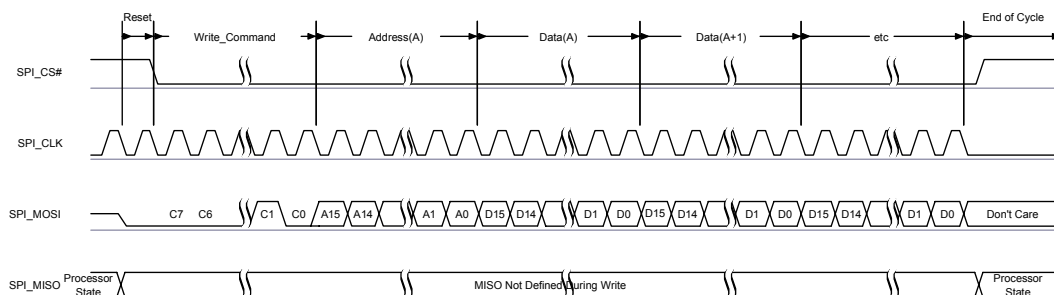 Reset
End of Cycle
Write_Command Address(A) Data(A) Data(A+1) etc
SPI_CS#
SPI_CLK
SPI_MOSI C7 C6 C1 C0 A15 A14 A1 A0 D15 D14 D1 D0 D15 D14 D1 D0 D15 D14 D1 D0 Don't Care
SPI_MISO Processor State MISO Not Defined During Write Processor State